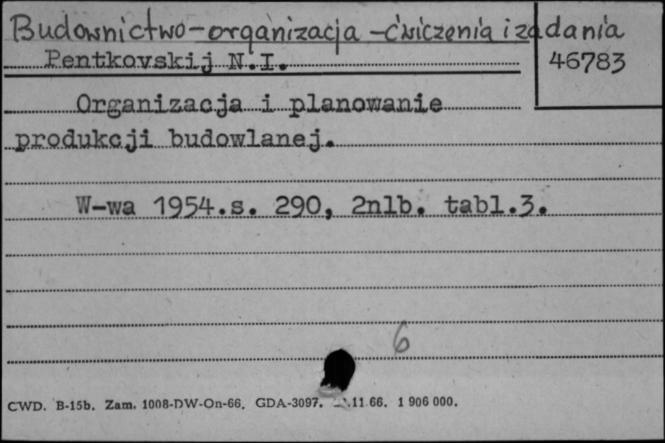 Budownictwo-organizacja-ćwiczenia i zadania
Pentkovskij N.I.
46783
Organizacja i planowanie
produkcji budowlanej.
W-wa 1954.s. 290, 2nlb. tabl.3.
6
CWD. B-15b. Zam. 1008-DW-On-66. GDA-3097. .11.66. 1 906 000.